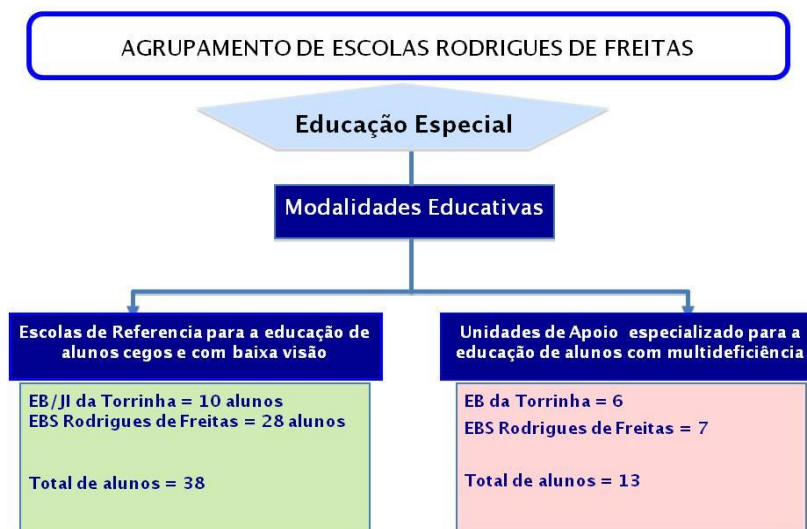 AGRUPAMENTO DE ESCOLAS RODRIGUES DE FREITAS
Educação Especial
Modalidades Educativas
Escolas de Referencia para a educação de
alunos cegos e com baixa visão
EB/JI da Torrinha = 10 alunos
EBS Rodrigues de Freitas = 28 alunos
Total de alunos = 38
Unidades de Apoio especializado para a
educação de alunos com multideficiência
EB da Torrinha = 6
EBS Rodrigues de Freitas = 7
Total de alunos = 13